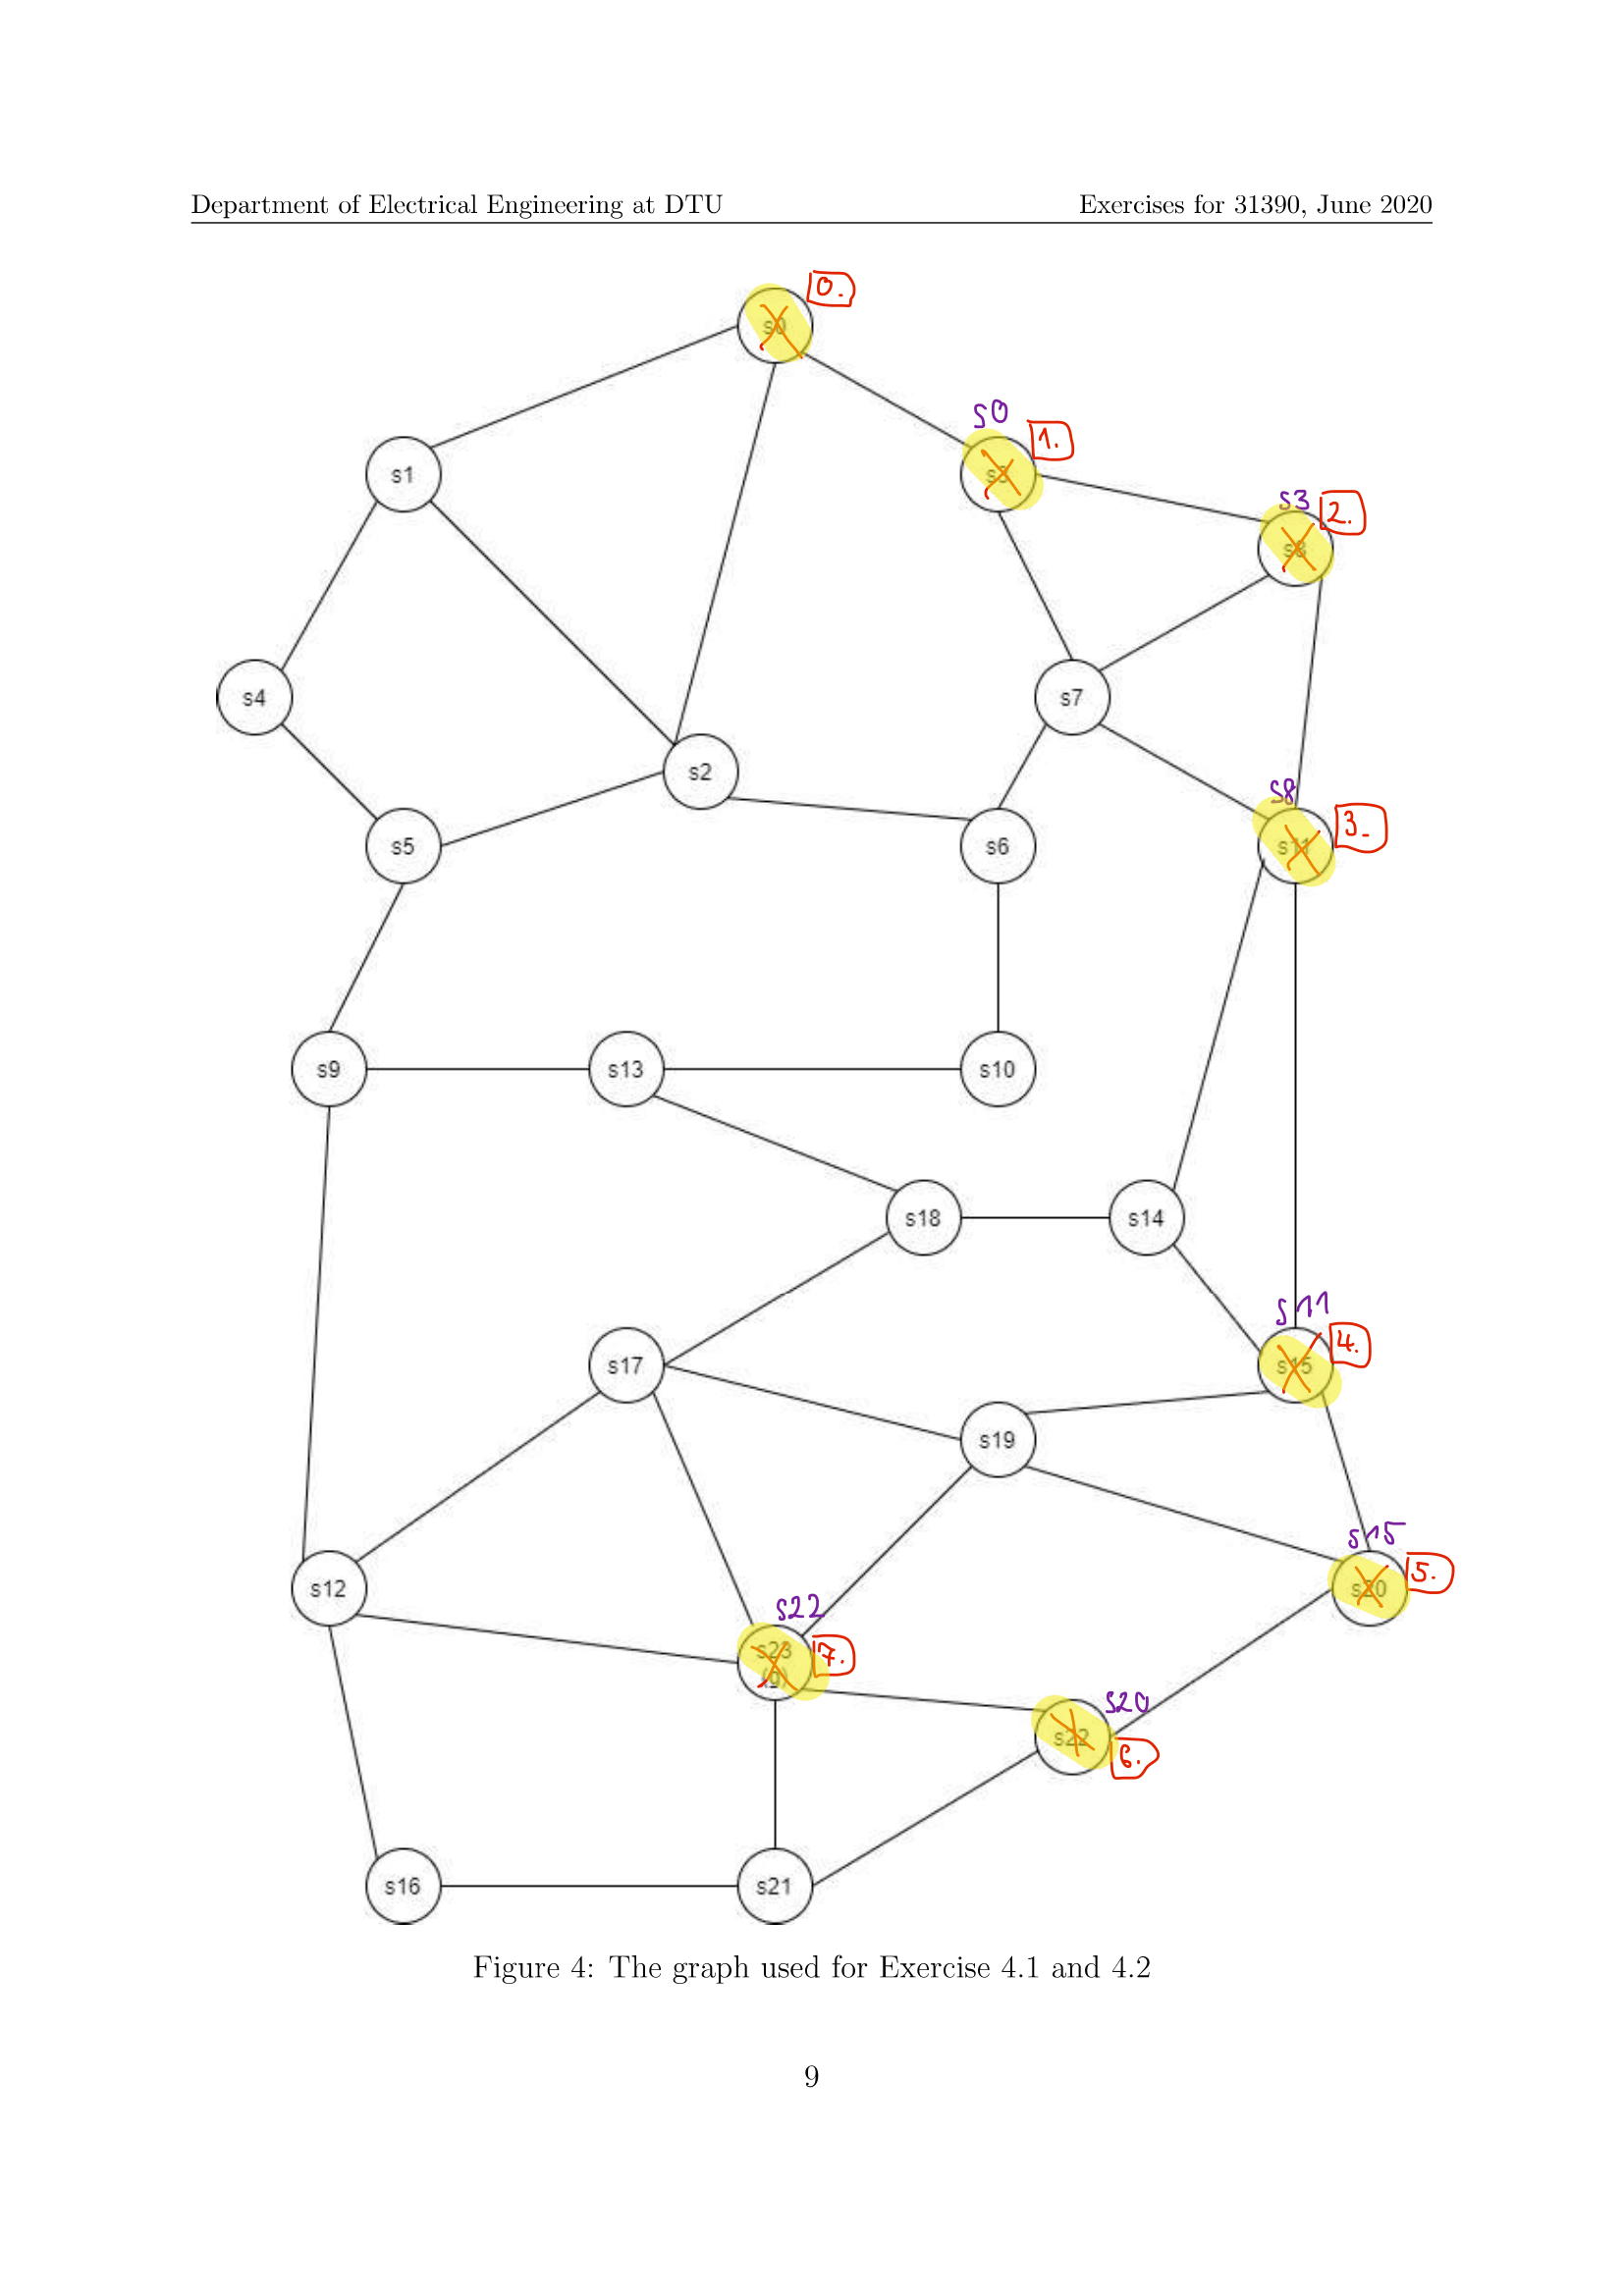 Department of Electrical Engineering at DTU Exercises for 31390, June 2020
0.
s0
s0
1.
s1
s3
s3
2.
s8
s4
s7
s2
s8
3.
s5
s6
s11
s9
s13
s10
s18
s14
s11
4.
s17
s15
s19
s15
5.
s12
s20
s22
7.
s23
(g)
s20
s22
6.
s16
s21
Figure 4: The graph used for Exercise 4.1 and 4.2
9